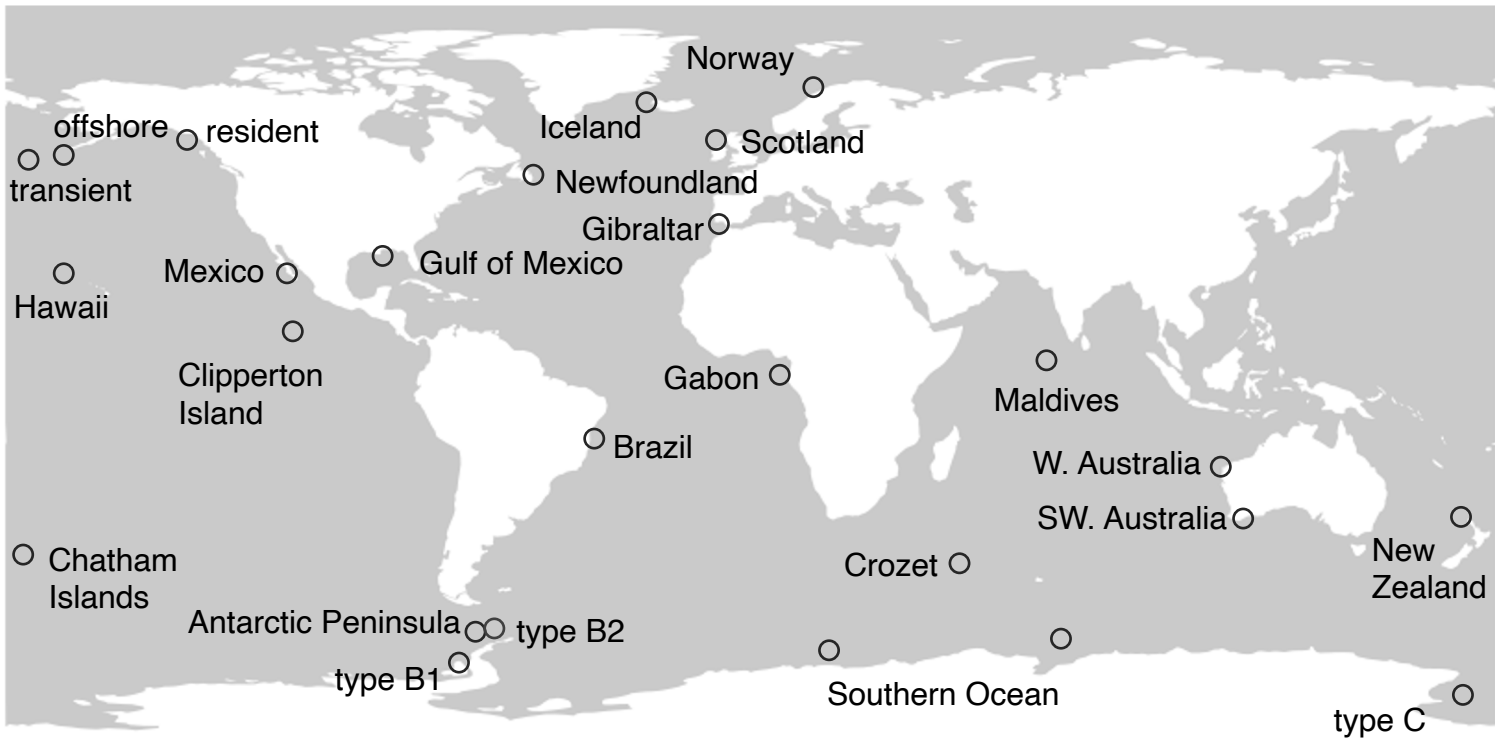 Norway
Iceland
offshore
resident
Scotland
transient
Newfoundland
Gibraltar
Gulf of Mexico
Mexico
Hawaii
Clipperton
Island
Gabon
Maldives
Brazil
W. Australia
SW. Australia
Chatham
Islands
Crozet
New
Zealand
Antarctic Peninsula
type B2
type B1
Southern Ocean
type C